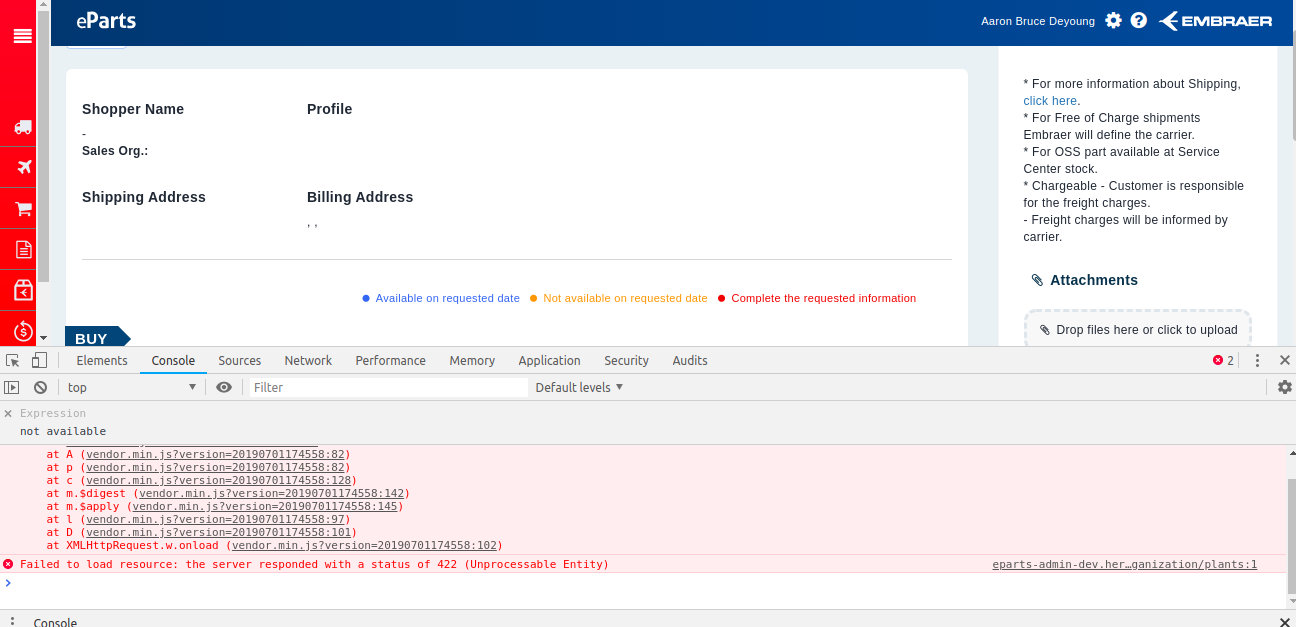 eParts
Aaron Bruce Deyoung
EMBRAER
Shopper Name
Profile
-
Sales Org.:
Shipping Address
Billing Address
, ,
Available on requested date
Not available on requested date
Complete the requested information
BUY
* For more information about Shipping,
click here.
* For Free of Charge shipments
Embraer will define the carrier.
* For OSS part available at Service
Center stock.
* Chargeable - Customer is responsible
for the freight charges.
- Freight charges will be informed by
carrier.
Attachments
Drop files here or click to upload
Elements Console Sources Network Performance Memory Application Security Audits 2
top Filter Default levels
Expression
not available
at A (vendor.min.js?version=20190701174558:82)
at p (vendor.min.js?version=20190701174558:82)
at c (vendor.min.js?version=20190701174558:128)
at m.$digest (vendor.min.js?version=20190701174558:142)
at m.$apply (vendor.min.js?version=20190701174558:145)
at l (vendor.min.js?version=20190701174558:97)
at D (vendor.min.js?version=20190701174558:101)
at XMLHttpRequest.w.onload (vendor.min.js?version=20190701174558:102)
Failed to load resource: the server responded with a status of 422 (Unprocessable Entity) eparts-admin-dev.her…ganization/plants:1
Console